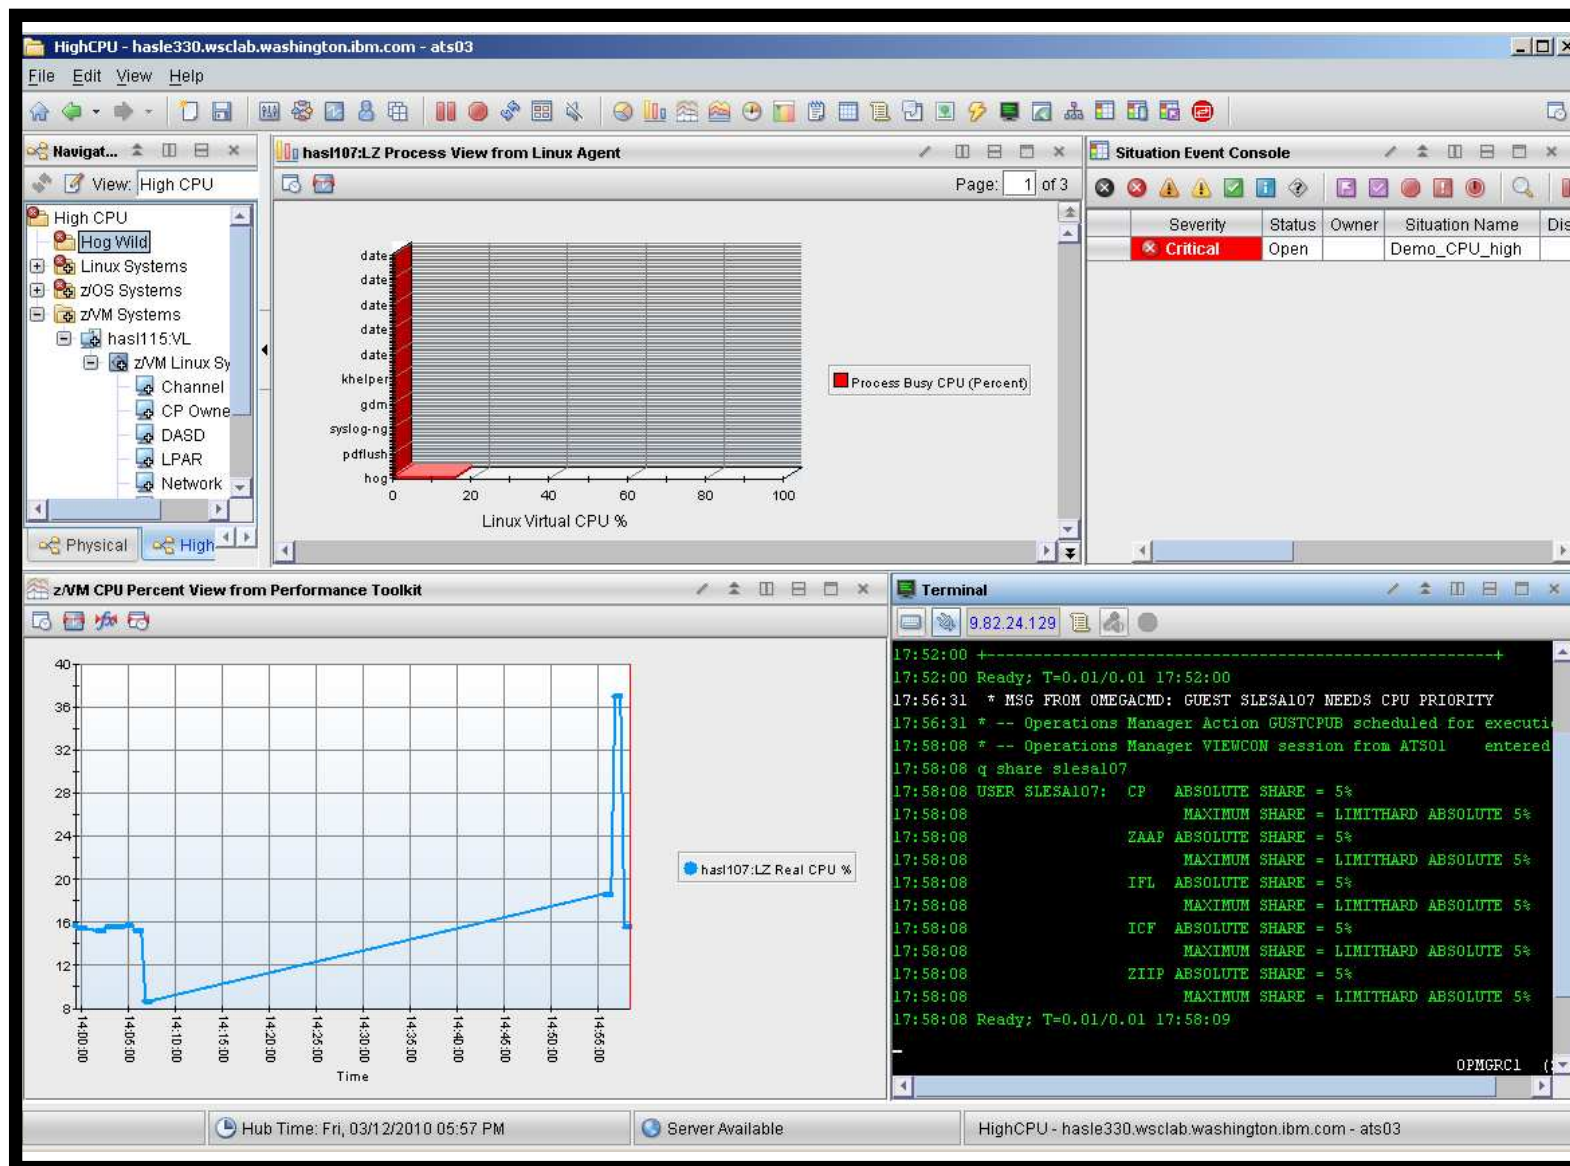 HighCPU - hasle330.wsclab.washington.ibm.com - ats03
File Edit View Help
Navigat...
View: High CPU
High CPU
Hog Wild
Linux Systems
z/OS Systems
z/VM Systems
hasl115:VL
z/VM Linux Sy
Channel
CP Owne
DASD
LPAR
Network
Physical
High
hasl107:LZ Process View from Linux Agent
Page: 1 of 3
date
date
date
date
date
khelper
gdm
syslog-ng
pdflush
hog
0 20 40 60 80 100
Linux Virtual CPU %
Process Busy CPU (Percent)
Situation Event Console
Severity Status Owner Situation Name Dis
Critical Open Demo_CPU_high
z/VM CPU Percent View from Performance Toolkit
40
36
32
28
24
20
16
12
8
14:00:00 14:05:00 14:10:00 14:15:00 14:20:00 14:25:00 14:30:00 14:35:00 14:40:00 14:45:00 14:50:00 14:55:00
Time
hasl107:LZ Real CPU %
Terminal
9.82.24.129
17:52:00 +------------------------------------------------------+
17:52:00 Ready; T=0.01/0.01 17:52:00
17:56:31 * MSG FROM OMEGACMD: GUEST SLESA107 NEEDS CPU PRIORITY
17:56:31 * -- Operations Manager Action GUSTCPUB scheduled for executi
17:58:08 * -- Operations Manager VIEWCON session from ATS01 entered
17:58:08 q share slesa107
17:58:08 USER SLESA107: CP ABSOLUTE SHARE = 5%
17:58:08 MAXIMUM SHARE = LIMITHARD ABSOLUTE 5%
17:58:08 ZAAP ABSOLUTE SHARE = 5%
17:58:08 MAXIMUM SHARE = LIMITHARD ABSOLUTE 5%
17:58:08 IFL ABSOLUTE SHARE = 5%
17:58:08 MAXIMUM SHARE = LIMITHARD ABSOLUTE 5%
17:58:08 ICF ABSOLUTE SHARE = 5%
17:58:08 MAXIMUM SHARE = LIMITHARD ABSOLUTE 5%
17:58:08 ZIIP ABSOLUTE SHARE = 5%
17:58:08 MAXIMUM SHARE = LIMITHARD ABSOLUTE 5%
17:58:08 Ready; T=0.01/0.01 17:58:09
OPMGRC1
Hub Time: Fri, 03/12/2010 05:57 PM
Server Available
HighCPU - hasle330.wsclab.washington.ibm.com - ats03